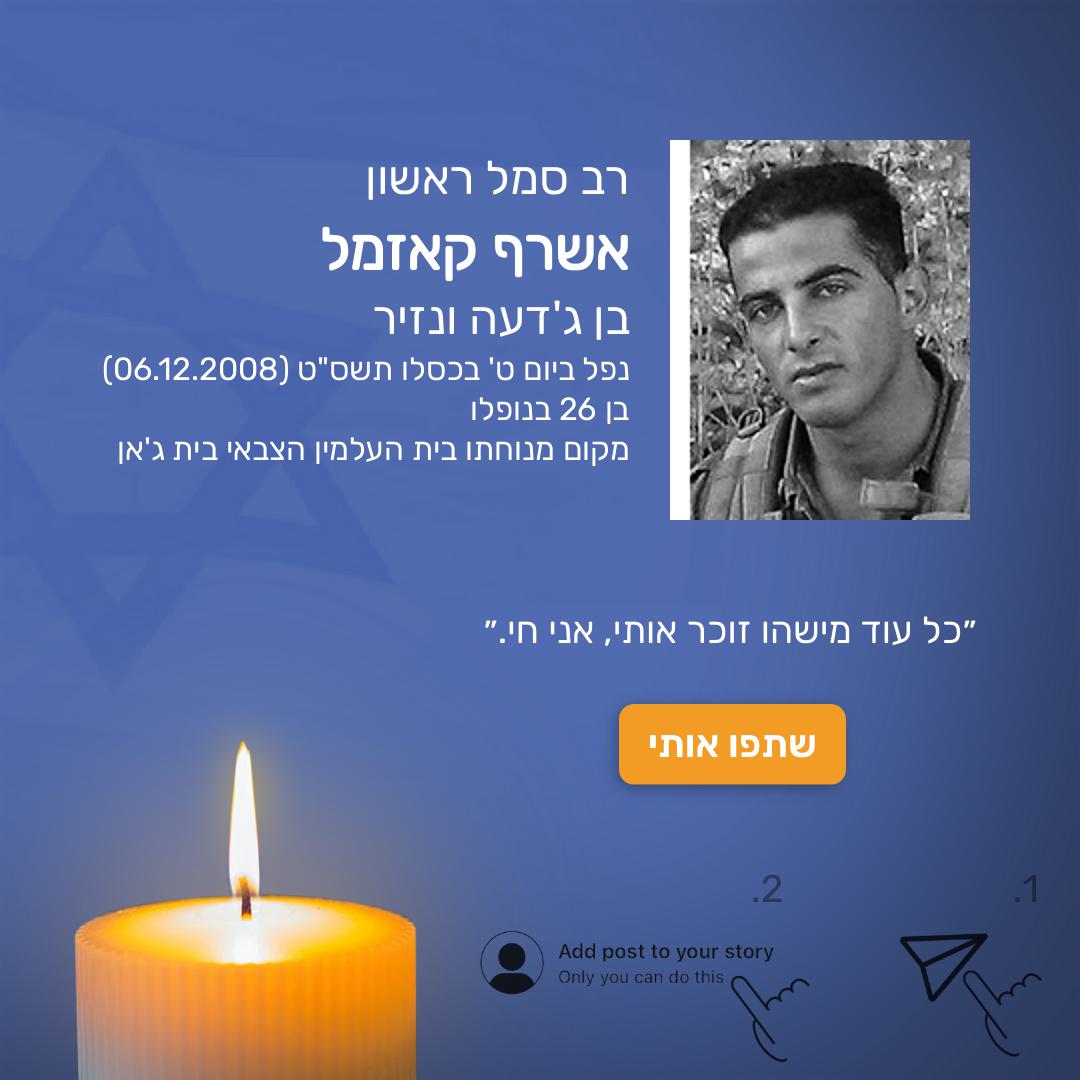 רב סמל ראשון
אשרף קאזמל
בן ג'דעה ונזיר
נפל ביום ט' בכסלו תשס"ט (06.12.2008)
בן 26 בנופלו
מקום מנוחתו בית העלמין הצבאי בית ג'אן
״כל עוד מישהו זוכר אותי, אני חי.״
שתפו אותי
1.
2.
Add post to your story
Only you can do this